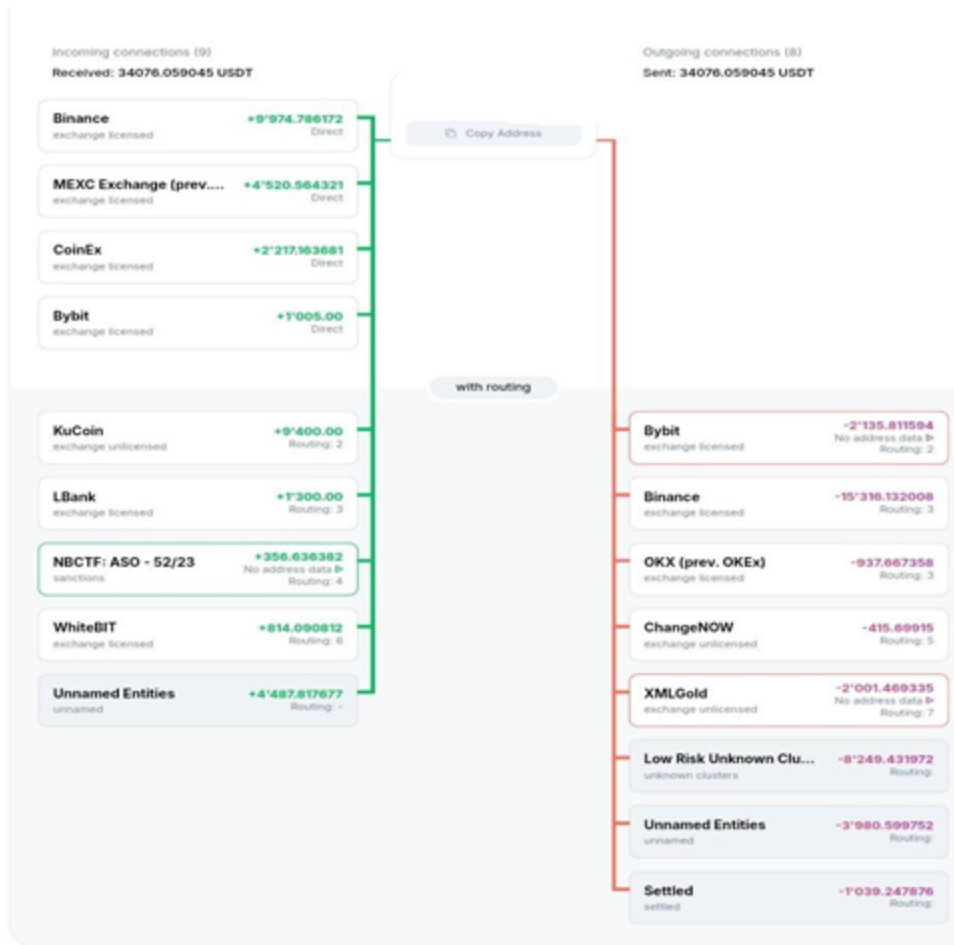 Incoming connections (9)
Received: 34076.059045 USDT
Binance
+9'974.786172
exchange licensed
Direct
MEXC Exchange (prev....
+4'520.564321
exchange licensed
Direct
CoinEx
+2'217.163681
exchange licensed
Direct
Bybit
+1'005.00
exchange licensed
Direct
Copy Address
Outgoing connections (8)
Sent: 34076.059045 USDT
with routing
KuCoin
+9'400.00
exchange unlicensed
Routing: 2
LBank
+1'300.00
exchange licensed
Routing: 3
NBCTF: ASO - 52/23
+356.636382
No address data
sanctions
Routing: 4
WhiteBIT
+814.090812
exchange licensed
Routing: 6
Unnamed Entities
+4'487.817677
unnamed
Routing: -
Bybit
-2'135.811594
No address data
exchange licensed
Routing: 2
Binance
-15'316.132008
exchange licensed
Routing: 3
OKX (prev. OKEx)
-937.667358
exchange licensed
Routing: 3
ChangeNOW
-415.69915
exchange unlicensed
Routing: 5
XMLGold
-2'001.469335
No address data
exchange unlicensed
Routing: 7
Low Risk Unknown Clu...
-8'249.431972
unknown clusters
Routing:
Unnamed Entities
-3'980.599752
unnamed
Routing:
Settled
-1'039.247876
settled
Routing: